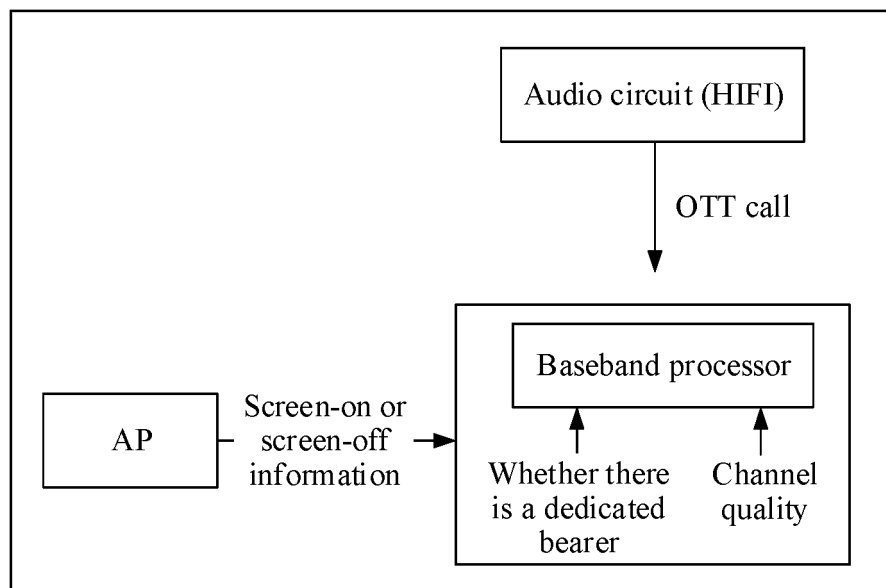 Audio circuit (HIFI)
OTT call
Baseband processor
AP
Screen-on or
screen-off
information
Whether there
is a dedicated
bearer
Channel
quality